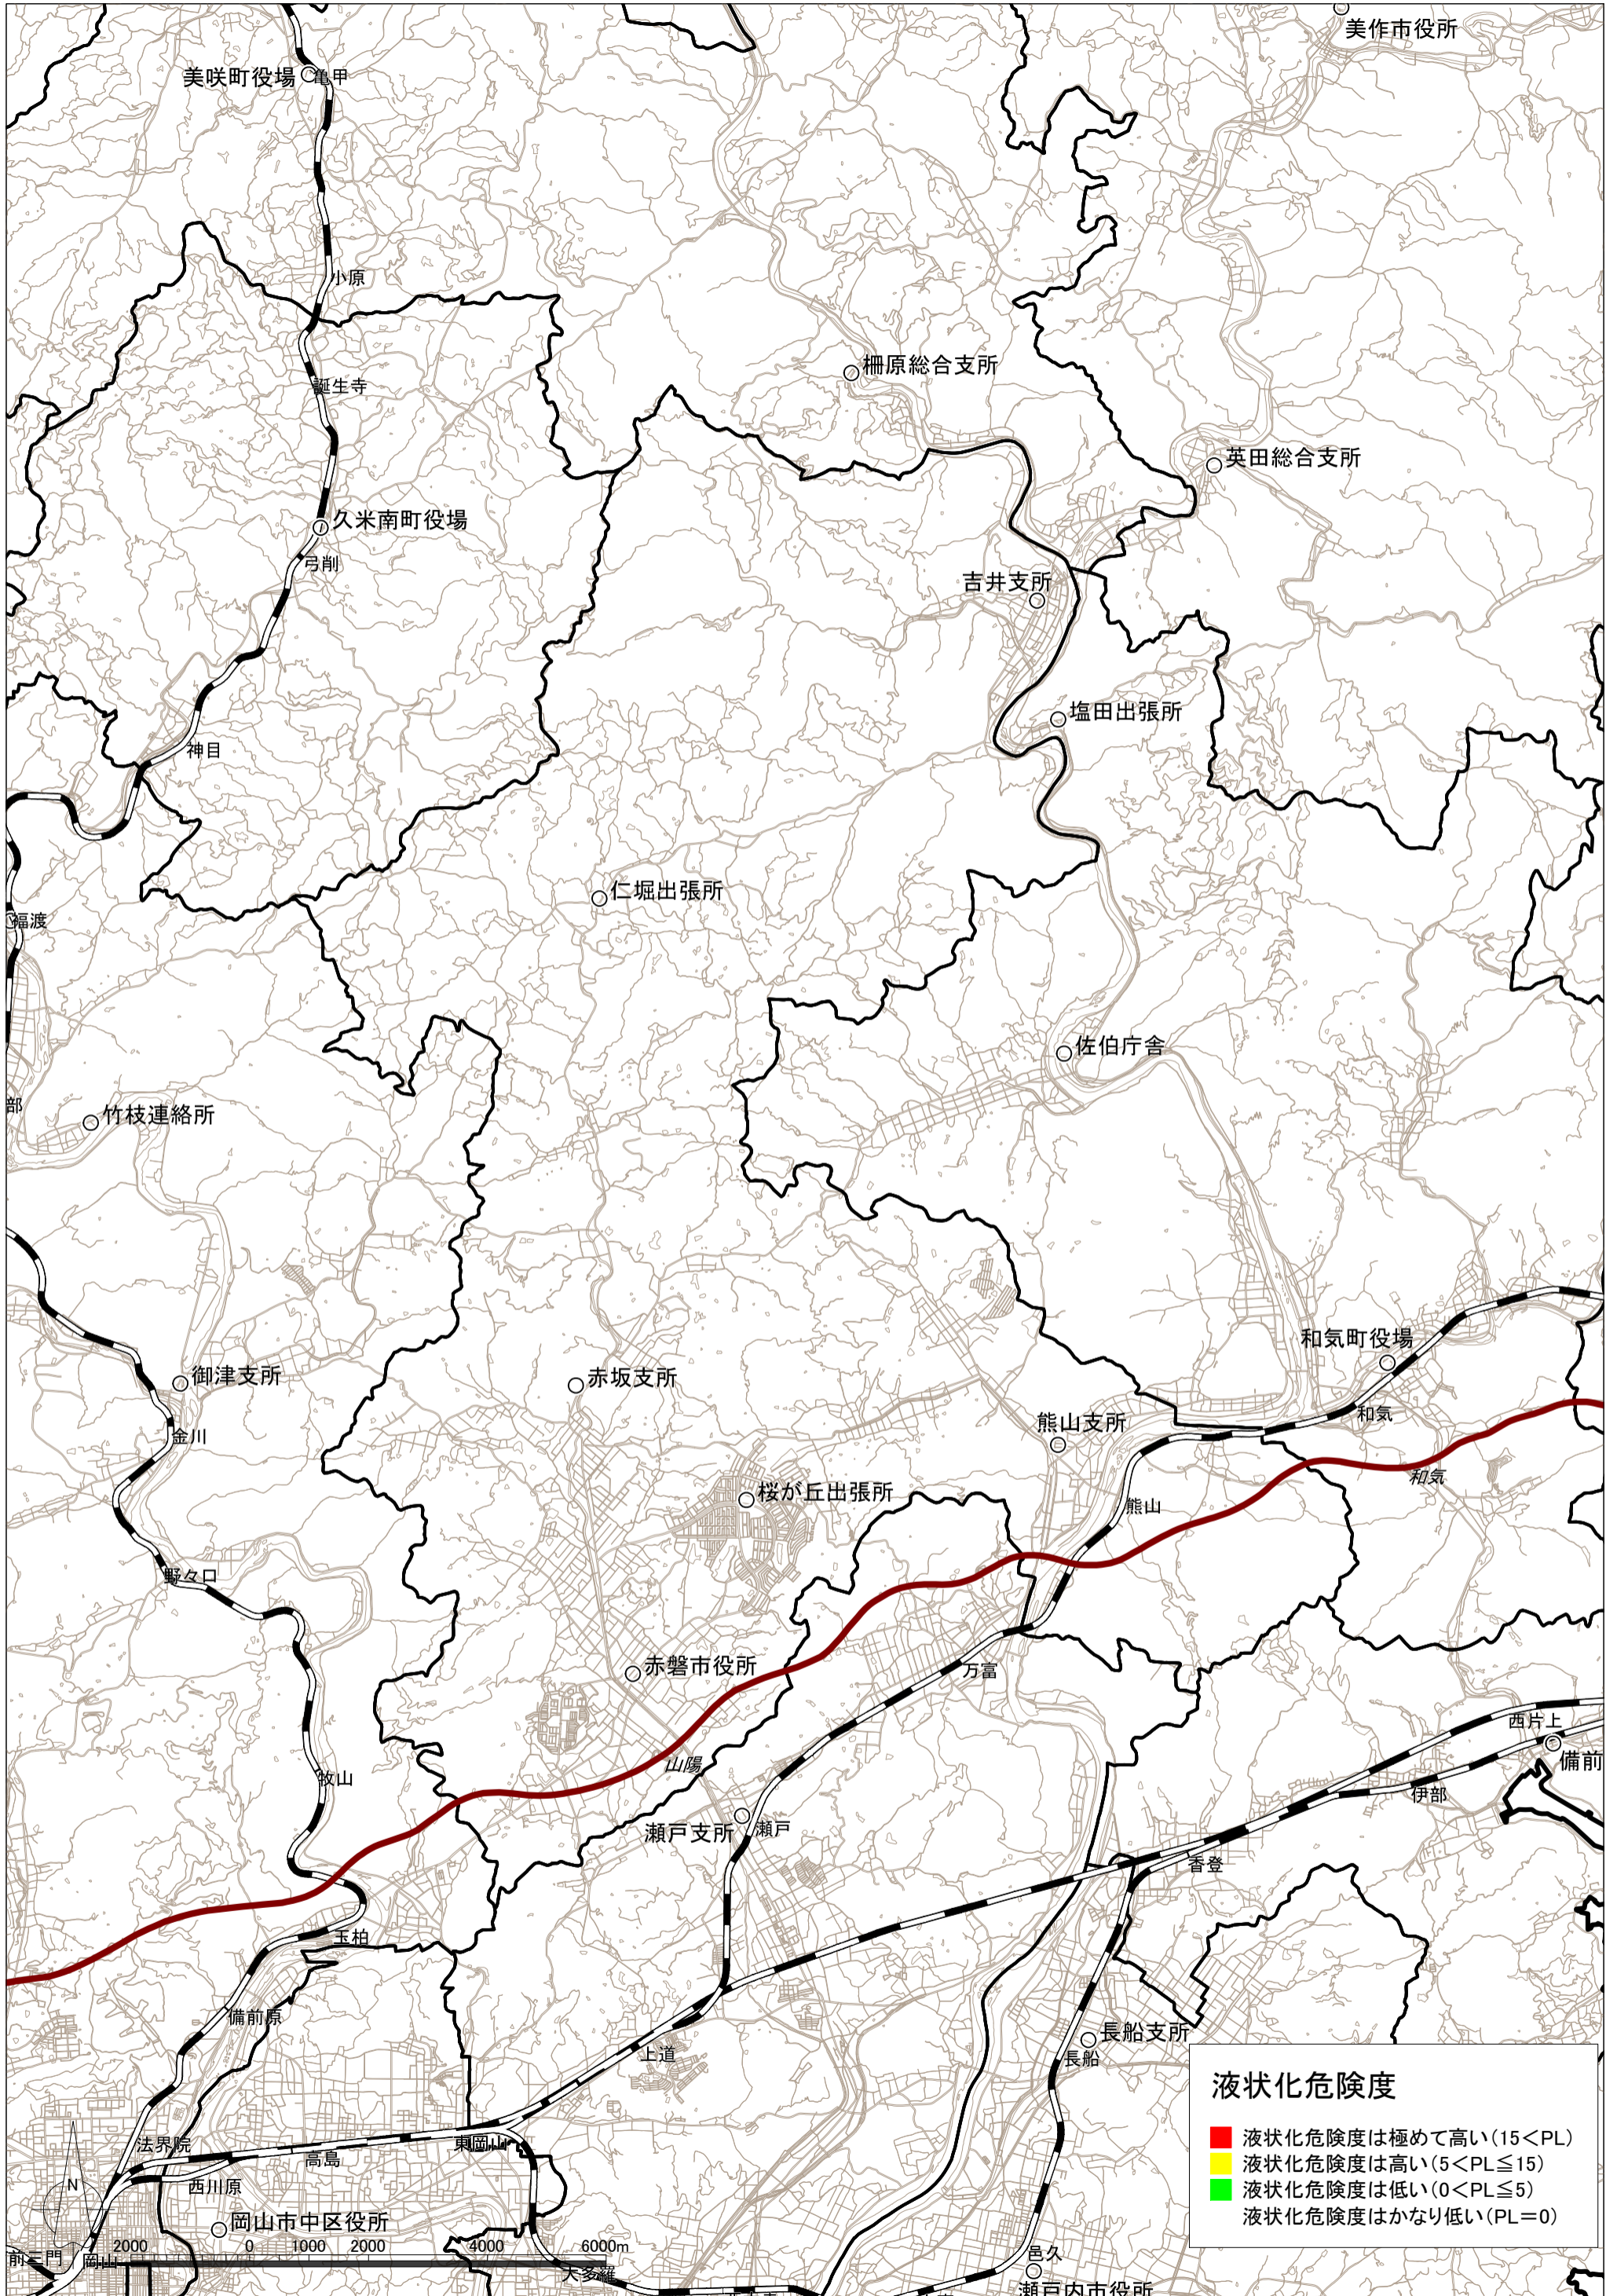 美作市役所
美咲町役場
亀甲
小原
柵原総合支所
誕生寺
英田総合支所
久米南町役場
弓削
吉井支所
塩田出張所
神目
仁堀出張所
福渡
佐伯庁舎
部
竹枝連絡所
和気町役場
御津支所
赤坂支所
和気
熊山支所
金川
和気
桜が丘出張所
熊山
野々口
赤磐市役所
万富
西片上
備前
山陽
牧山
伊部
瀬戸支所
瀬戸
香登
玉柏
備前原
長船支所
上道
長船
液状化危険度
液状化危険度は極めて高い(15<PL)
液状化危険度は高い(5<PL≦15)
液状化危険度は低い(0<PL≦5)
液状化危険度はかなり低い(PL=0)
法界院
東岡山
高島
N
西川原
岡山市中区役所
2000 0 1000 2000 4000 6000m
前三門
岡山
大多羅
邑久
瀬戸内市役所